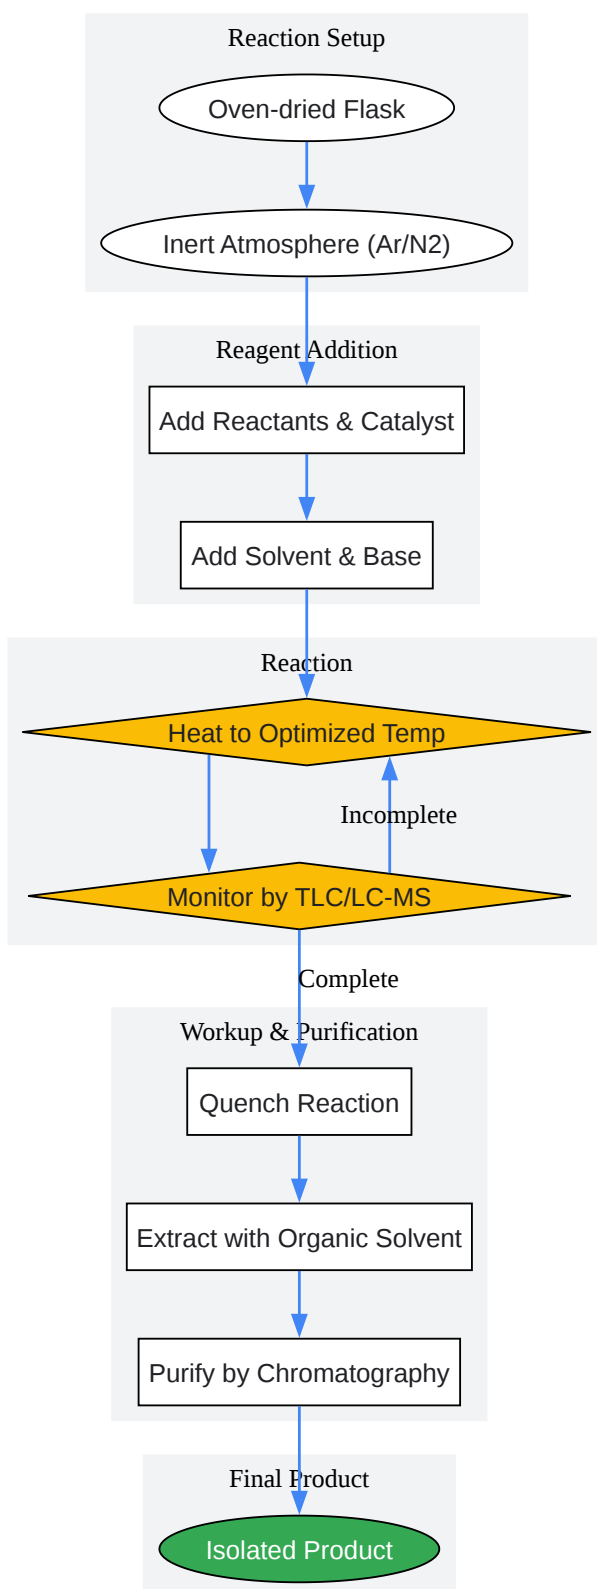 Reaction Setup
Oven-dried Flask
Inert Atmosphere (Ar/N2)
Reagent Addition
Add Reactants & Catalyst
Add Solvent & Base
Reaction
Heat to Optimized Temp
Incomplete
Monitor by TLC/LC-MS
Complete
Workup & Purification
Quench Reaction
Extract with Organic Solvent
Purify by Chromatography
Final Product
Isolated Product